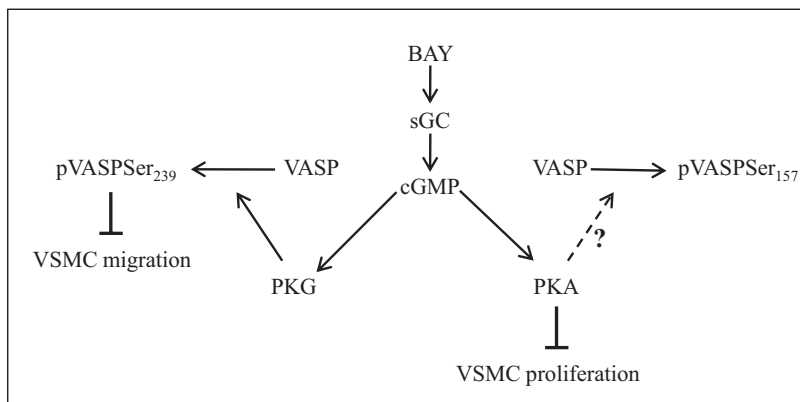 BAY
sGC
pVASPSer239 VASP VASP pVASPSer157
cGMP
?
VSMC migration
PKG PKA
VSMC proliferation